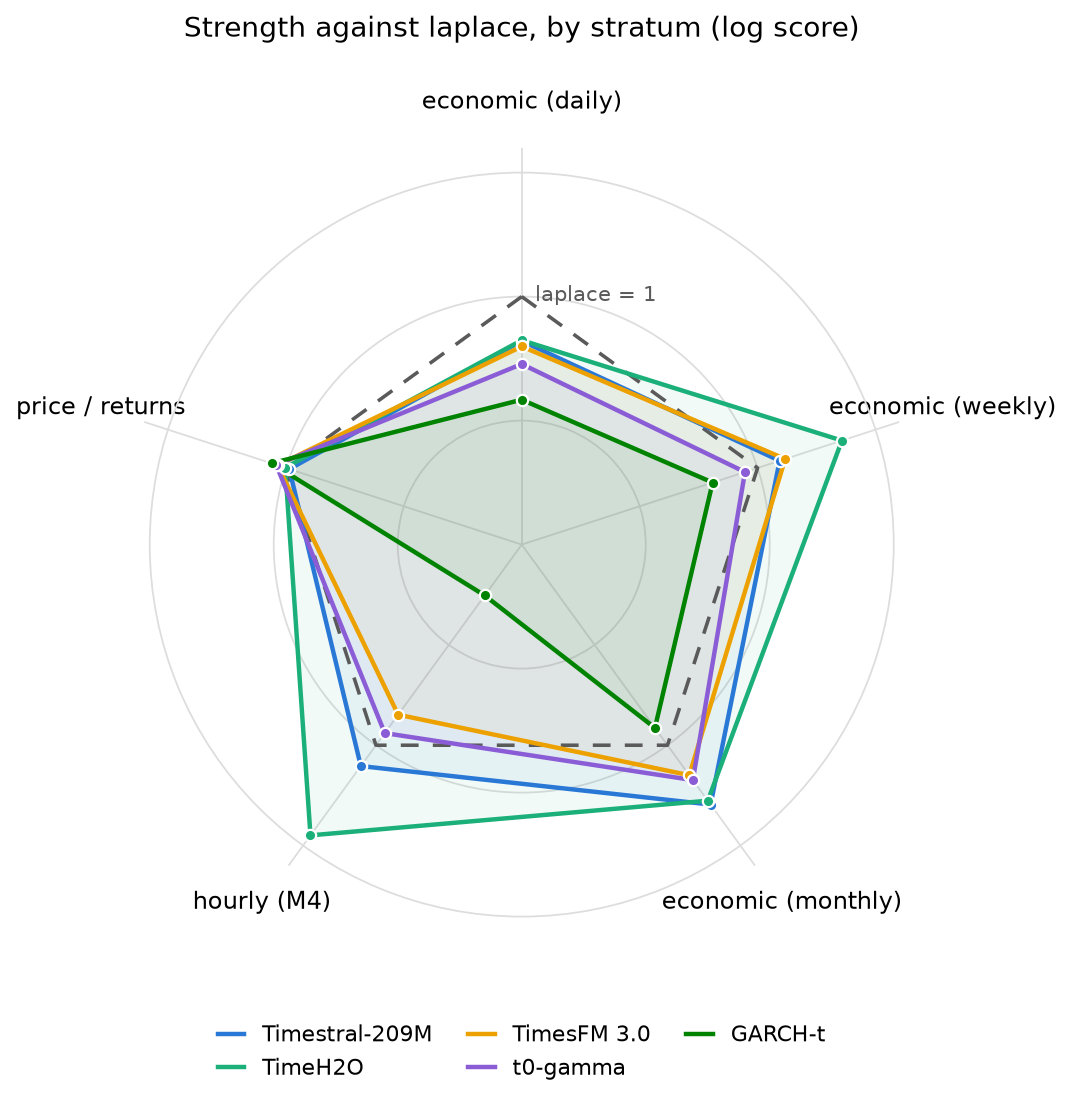 Strength against laplace, by stratum (log score)
economic (daily)
laplace = 1
price / returns
economic (weekly)
hourly (M4)
economic (monthly)
Timestral-209M
TimesFM 3.0
GARCH-t
TimeH2O
t0-gamma